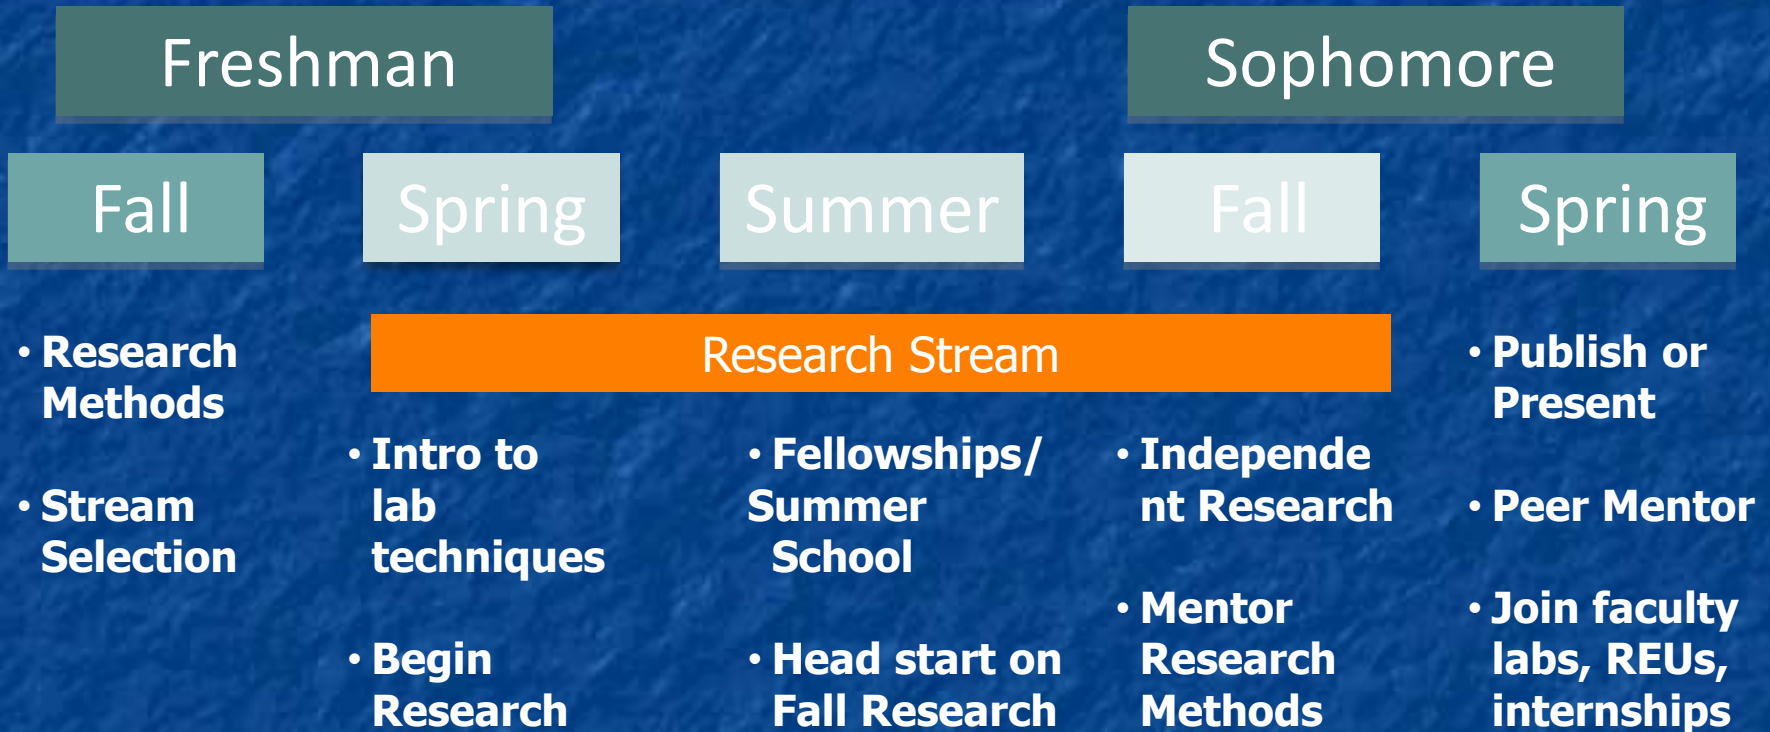 Freshman
Sophomore
Fall
Spring
Summer
Fall
Spring
Research Stream
• Research
Methods
• Stream
Selection
• Intro to
lab
techniques
• Begin
Research
• Fellowships/
Summer
School
• Head start on
Fall Research
• Independe
nt Research
• Mentor
Research
Methods
• Publish or
Present
• Peer Mentor
• Join faculty
labs, REUs,
internships